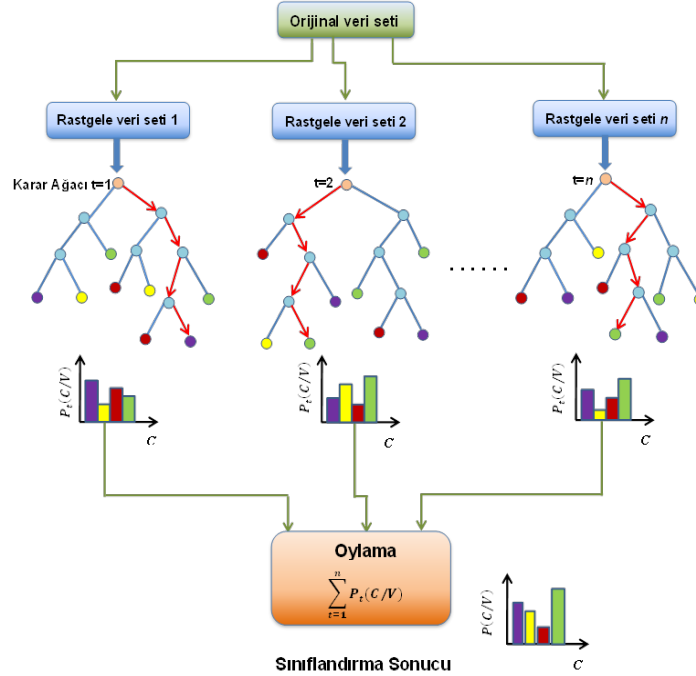 Orijinal veri seti
Rastgele veri seti 1
Rastgele veri seti 2
Rastgele veri seti n
Karar Ağacı t=1
t=2
t=n
......
P_t(C/V)
C
P_t(C/V)
C
P_t(C/V)
C
Oylama
\sum_{t=1}^{n} P_t(C/V)
P(C/V)
C
Sınıflandırma Sonucu